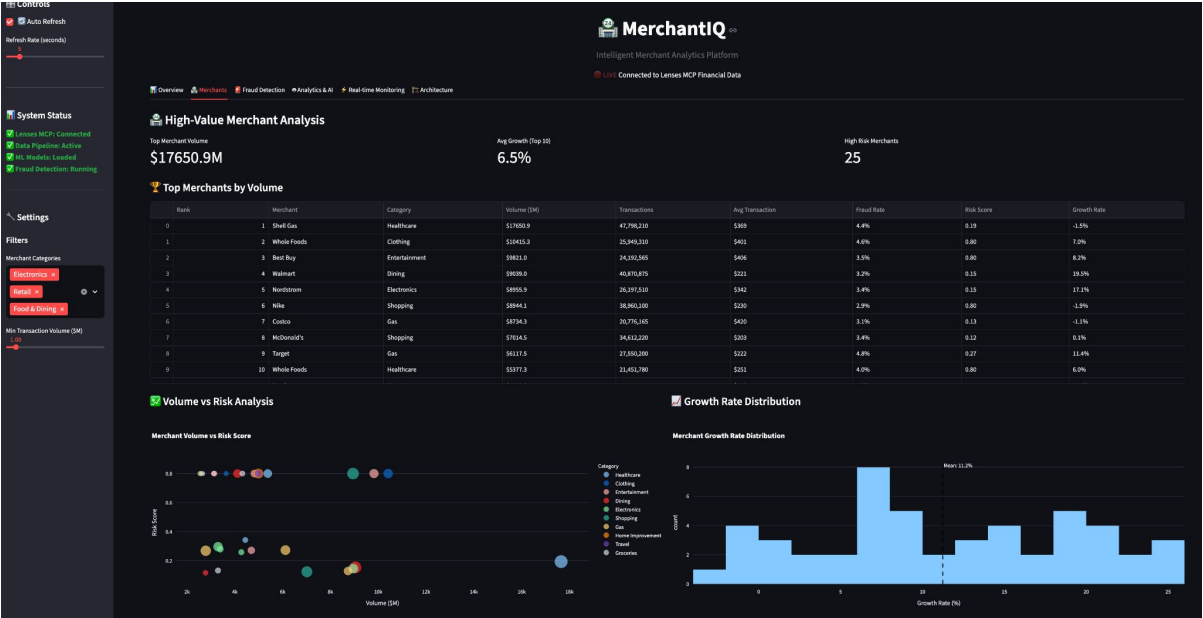 Controls
Auto Refresh
Refresh Rate (seconds)
5
System Status
Lenses MCP: Connected
Data Pipeline: Active
ML Models: Loaded
Fraud Detection: Running
Settings
Filters
Merchant Categories
Electronics ×
Retail ×
Food & Dining ×
Min Transaction Volume ($M)
1.00
MerchantIQ
Intelligent Merchant Analytics Platform
LIVE Connected to Lenses MCP Financial Data
Overview Merchants Fraud Detection Analytics & AI Real-time Monitoring Architecture
High-Value Merchant Analysis
Top Merchant Volume Avg Growth (Top 10) High Risk Merchants
$17650.9M 6.5% 25
Top Merchants by Volume
Rank Merchant Category Volume ($M) Transactions Avg Transaction Fraud Rate Risk Score Growth Rate
0 1 Shell Gas Healthcare $17650.9 47,798,210 $369 4.4% 0.19 -1.5%
1 2 Whole Foods Clothing $10415.3 25,949,310 $401 4.6% 0.80 7.0%
2 3 Best Buy Entertainment $9821.0 24,192,565 $406 3.5% 0.80 8.2%
3 4 Walmart Dining $9039.0 40,870,875 $221 3.2% 0.15 19.5%
4 5 Nordstrom Electronics $8955.9 26,197,510 $342 3.4% 0.15 17.1%
5 6 Nike Shopping $8944.1 38,960,100 $230 2.9% 0.80 -1.9%
6 7 Costco Gas $8734.3 20,776,165 $420 3.1% 0.13 -1.1%
7 8 McDonald's Shopping $7014.5 34,612,220 $203 3.4% 0.12 0.1%
8 9 Target Gas $6117.5 27,550,200 $222 4.8% 0.27 11.4%
9 10 Whole Foods Healthcare $5377.3 21,451,780 $251 4.0% 0.80 6.0%
Volume vs Risk Analysis
Merchant Volume vs Risk Score
Risk Score
0.8
0.6
0.4
0.2
2k 4k 6k 8k 10k 12k 14k 16k 18k
Volume ($M)
Category
Healthcare
Clothing
Entertainment
Dining
Electronics
Shopping
Gas
Home Improvement
Travel
Groceries
Growth Rate Distribution
Merchant Growth Rate Distribution
Mean: 11.2%
count
8
6
4
2
0
0 5 10 15 20 25
Growth Rate (%)